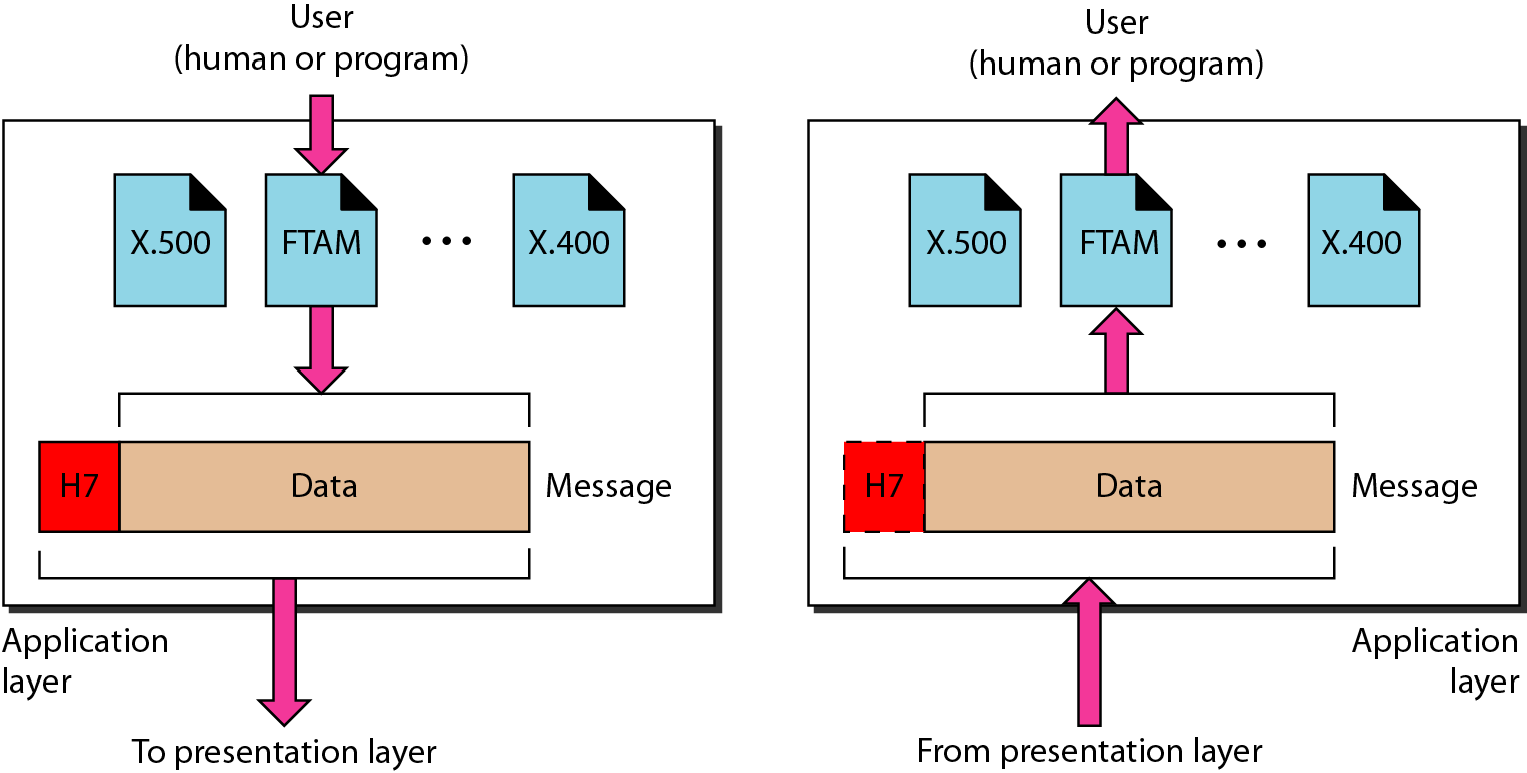 User
(human or program)
X.500
FTAM
...
X.400
H7
Data
Message
Application
layer
To presentation layer
User
(human or program)
X.500
FTAM
...
X.400
H7
Data
Message
Application
layer
From presentation layer